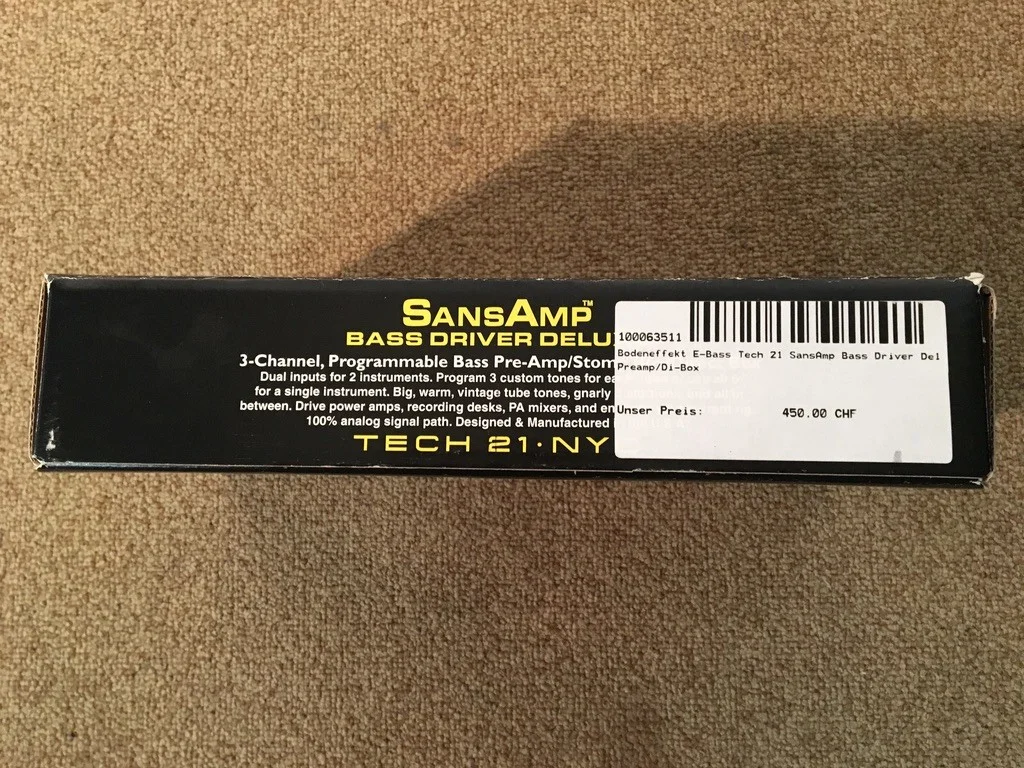 SANSAMP™
BASS DRIVER DELU
3-Channel, Programmable Bass Pre-Amp/Stom
Dual inputs for 2 instruments. Program 3 custom tones for ea
for a single instrument. Big, warm, vintage tube tones, gnarly
between. Drive power amps, recording desks, PA mixers, and en
100% analog signal path. Designed & Manufactured
TECH 21·NY
100063511
Bodeneffekt E-Bass Tech 21 SansAmp Bass Driver Del
Preamp/Di-Box
Unser Preis: 450.00 CHF